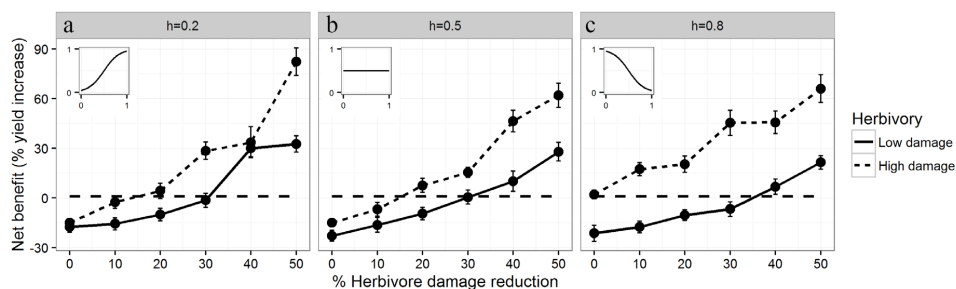 a h=0.2
b h=0.5
c h=0.8
Net benefit (% yield increase)
90
60
30
0
-30
1
0
0 1
1
0
0 1
1
0
0 1
0 10 20 30 40 50
0 10 20 30 40 50
0 10 20 30 40 50
% Herbivore damage reduction
Herbivory
Low damage
High damage